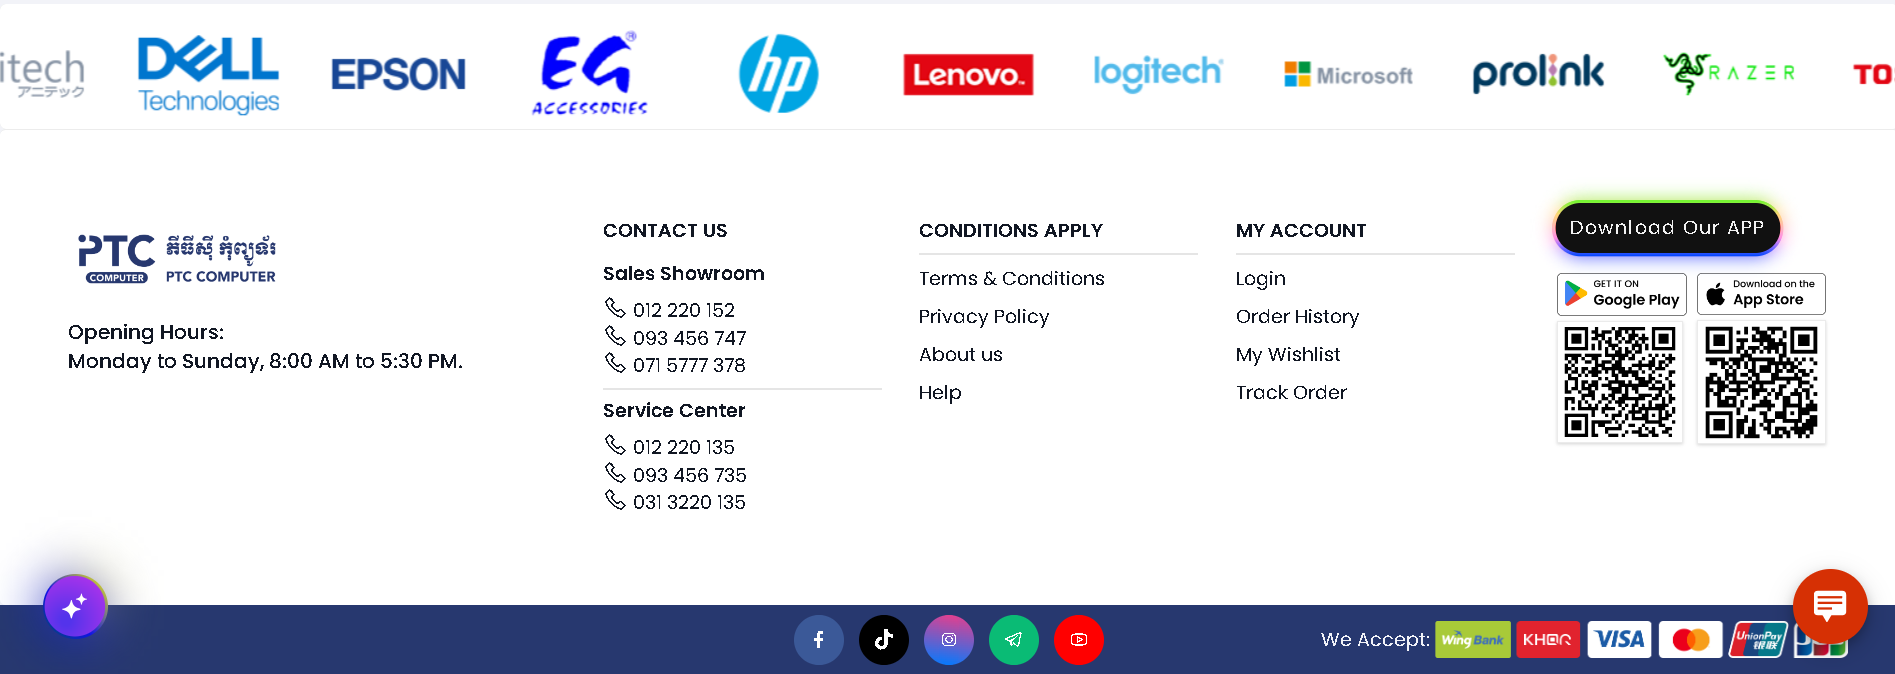 itech
アニテック
DELL
Technologies
EPSON
EG®
ACCESSORIES
hp
Lenovo™
logitech®
Microsoft
prolink
RAZER
TO
PTC
COMPUTER
ភីធីស៊ី កុំព្យូទ័រ
PTC COMPUTER
Opening Hours:
Monday to Sunday, 8:00 AM to 5:30 PM.
CONTACT US
Sales Showroom
012 220 152
093 456 747
071 5777 378
Service Center
012 220 135
093 456 735
031 3220 135
CONDITIONS APPLY
Terms & Conditions
Privacy Policy
About us
Help
MY ACCOUNT
Login
Order History
My Wishlist
Track Order
Download Our APP
GET IT ON
Google Play
Download on the
App Store
We Accept:
Wing Bank
KHQR
VISA
UnionPay
银联